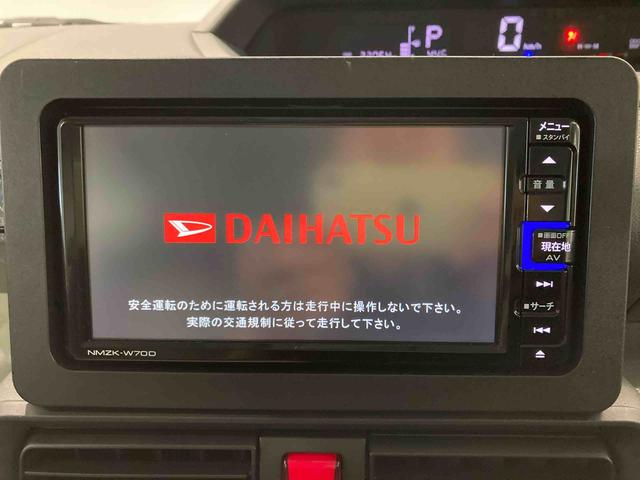 P
0 km/h
メニュー
■スタンバイ
音量
DAIHATSU
■画面OFF
現在地
AV
安全運転のために運転される方は走行中に操作しないで下さい。
実際の交通規制に従って走行して下さい。
■サーチ
NMZK-W70D